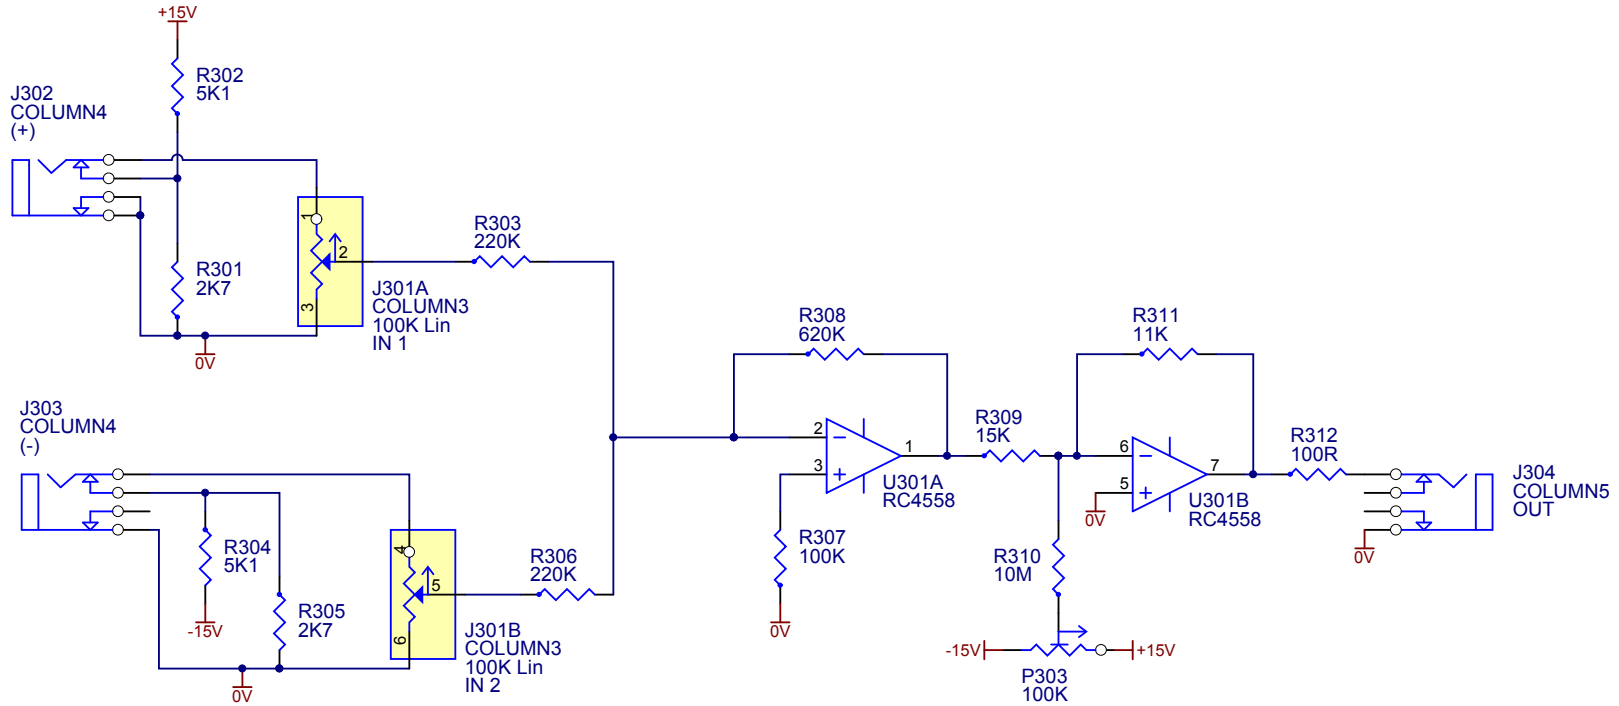 +15V
R302
5K1
J302
COLUMN4
(+)
R301
2K7
0V
1
2
3
J301A
COLUMN3
100K Lin
IN 1
R303
220K
J303
COLUMN4
(-)
R304
5K1
-15V
R305
2K7
0V
4
5
6
J301B
COLUMN3
100K Lin
IN 2
R306
220K
R308
620K
2
3
1
U301A
RC4558
R307
100K
0V
R309
15K
R310
10M
-15V
+15V
P303
100K
R311
11K
6
5
7
0V
U301B
RC4558
R312
100R
J304
COLUMN5
OUT
0V